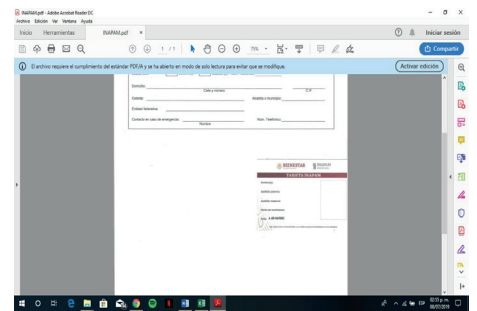 INAPAM.pdf - Adobe Acrobat Reader DC
Archivo Edición Ver Ventana Ayuda
Inicio Herramientas INAPAM.pdf × Iniciar sesión
1 / 1 75% Compartir
El archivo requiere el cumplimiento del estándar PDF/A y se ha abierto en modo de solo lectura para evitar que se modifique. Activar edición
Domicilio:
Calle y número C.P.
Colonia: Alcaldía o municipio:
Entidad federativa:
Contacto en caso de emergencia: Núm. Telefónico:
Nombre
BIENESTAR
TARJETA INAPAM
ESP